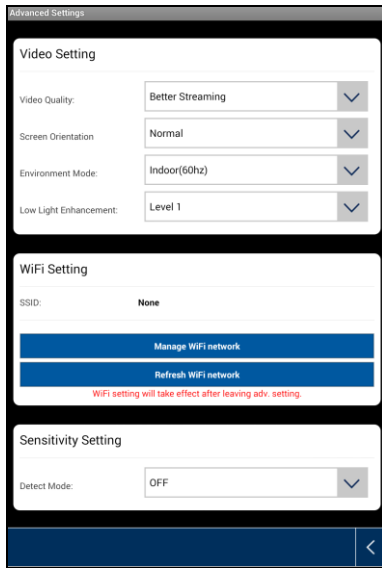 Advanced Settings
Video Setting
Video Quality: Better Streaming
Screen Orientation Normal
Environment Mode: Indoor(60hz)
Low Light Enhancement: Level 1
WiFi Setting
SSID: None
Manage WiFi network
Refresh WiFi network
WiFi setting will take effect after leaving adv. setting.
Sensitivity Setting
Detect Mode: OFF